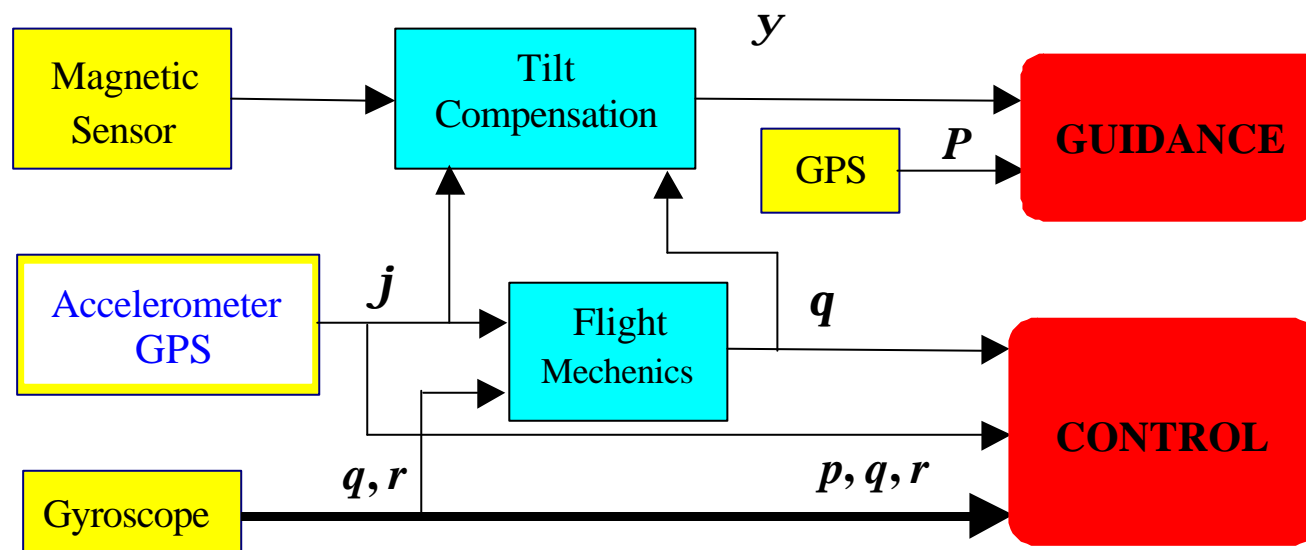 y
Magnetic
Sensor
Tilt
Compensation
GPS
P
GUIDANCE
Accelerometer
GPS
j
Flight
Mechenics
q
CONTROL
q, r
p, q, r
Gyroscope